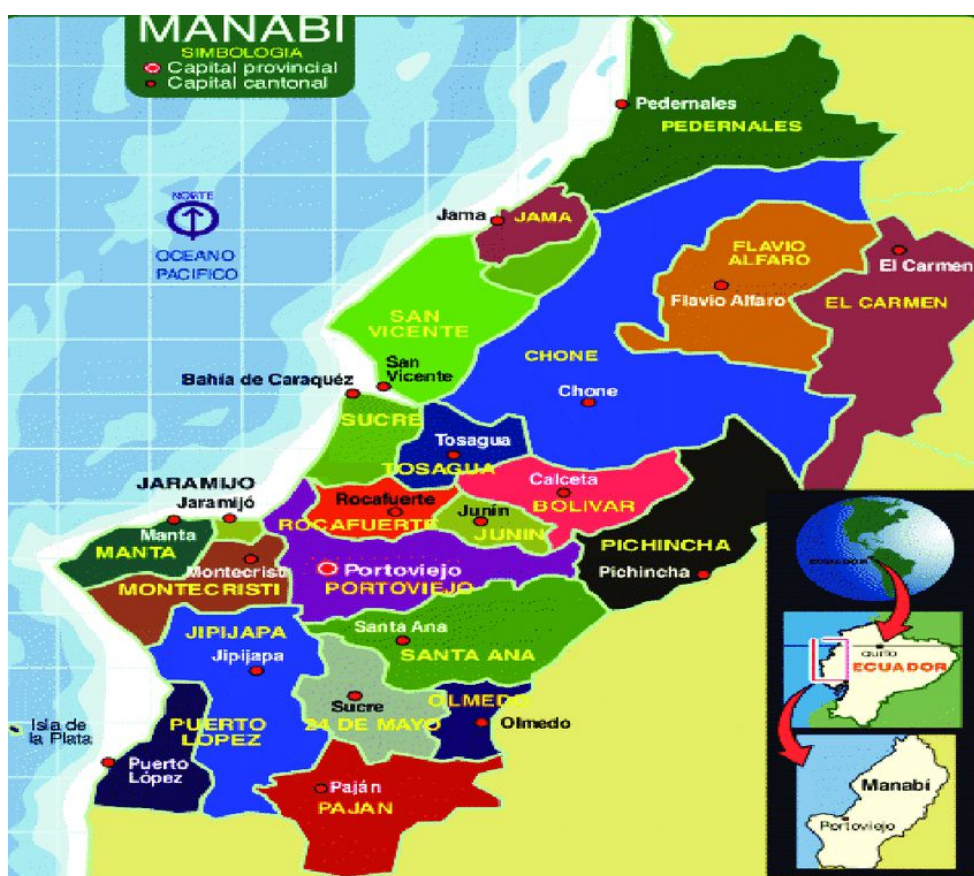 MANABI
SIMBOLOGIA
Capital provincial
Capital cantonal
Pedernales
PEDERNALES
NORTE
OCEANO
PACIFICO
Jama
JAMA
FLAVIO
ALFARO
El Carmen
Flavio Alfaro
EL CARMEN
SAN
VICENTE
CHONE
San
Vicente
Bahía de Caraquéz
Chone
SUCRE
Tosagua
TOSAGUA
Calceta
BOLIVAR
JARAMIJO
Jaramijó
Rocafuerte
ROCAFUERTE
Junín
JUNIN
Manta
MANTA
PICHINCHA
Pichincha
Montecristi
MONTECRISTI
Portoviejo
PORTOVIEJO
JIPIJAPA
Jipijapa
Santa Ana
SANTA ANA
Sucre
24 DE MAYO
OLMEDO
Olmedo
PUERTO
LOPEZ
Isla de
la Plata
Puerto
López
Paján
PAJAN
ECUADOR
QUITO
ECUADOR
Manabí
Portoviejo